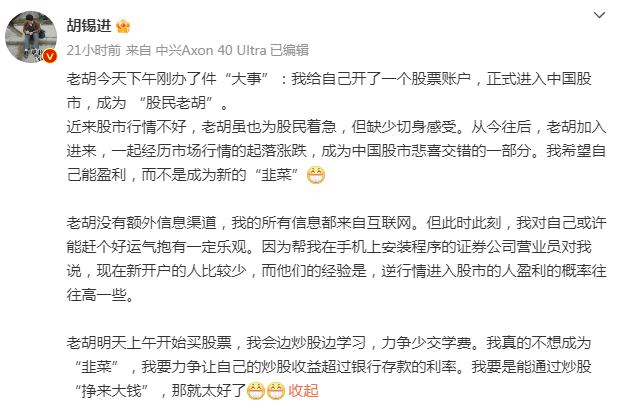 胡锡进
21小时前 来自 中兴Axon 40 Ultra 已编辑
老胡今天下午刚办了件“大事”：我给自己开了一个股票账户，正式进入中国股
市，成为 “股民老胡”。
近来股市行情不好，老胡虽也为股民着急，但缺少切身感受。从今往后，老胡加入
进来，一起经历市场行情的起落涨跌，成为中国股市悲喜交错的一部分。我希望自
己能盈利，而不是成为新的“韭菜”😁
老胡没有额外信息渠道，我的所有信息都来自互联网。但此时此刻，我对自己或许
能赶个好运气抱有一定乐观。因为帮我在手机上安装程序的证券公司营业员对我
说，现在新开户的人比较少，而他们的经验是，逆行情进入股市的人盈利的概率往
往高一些。
老胡明天上午开始买股票，我会边炒股边学习，力争少交学费。我真的不想成为
“韭菜”，我要力争让自己的炒股收益超过银行存款的利率。我要是能通过炒股
“挣来大钱”，那就太好了😁😁 收起